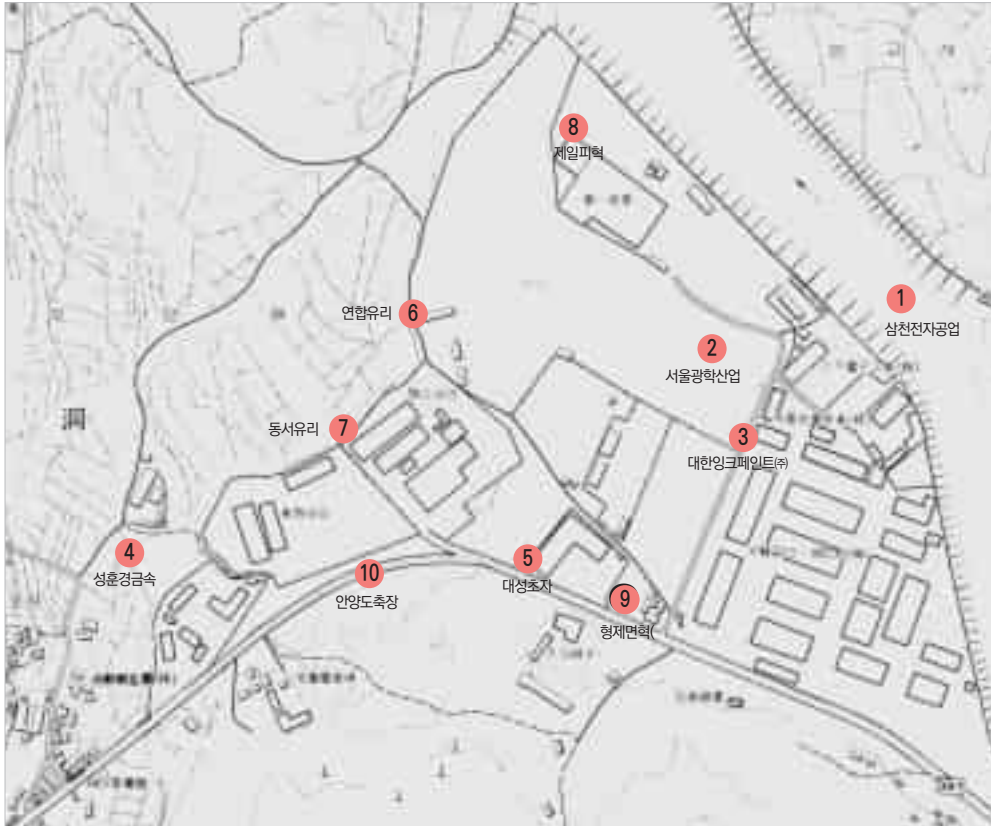 8
제일피혁
1
삼천전자공업
6
연합유리
2
서울광학산업
7
동서유리
3
대한잉크페인트㈜
4
성훈경금속
10
안양도축장
5
대성초자
9
형제면혁(
洞